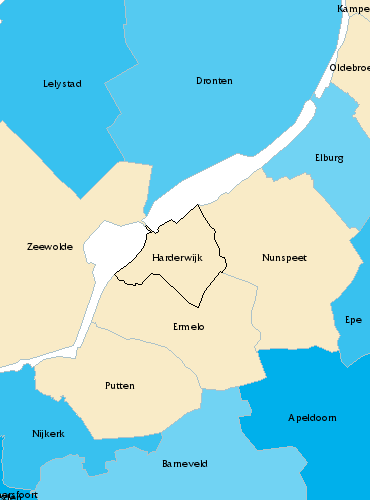 Kampe
Oldebroe
Lelystad
Dronten
Elburg
Zeewolde
Harderwijk
Nunspeet
Epe
Ermelo
Putten
Apeldoorn
Nijkerk
Barneveld
ersfoort